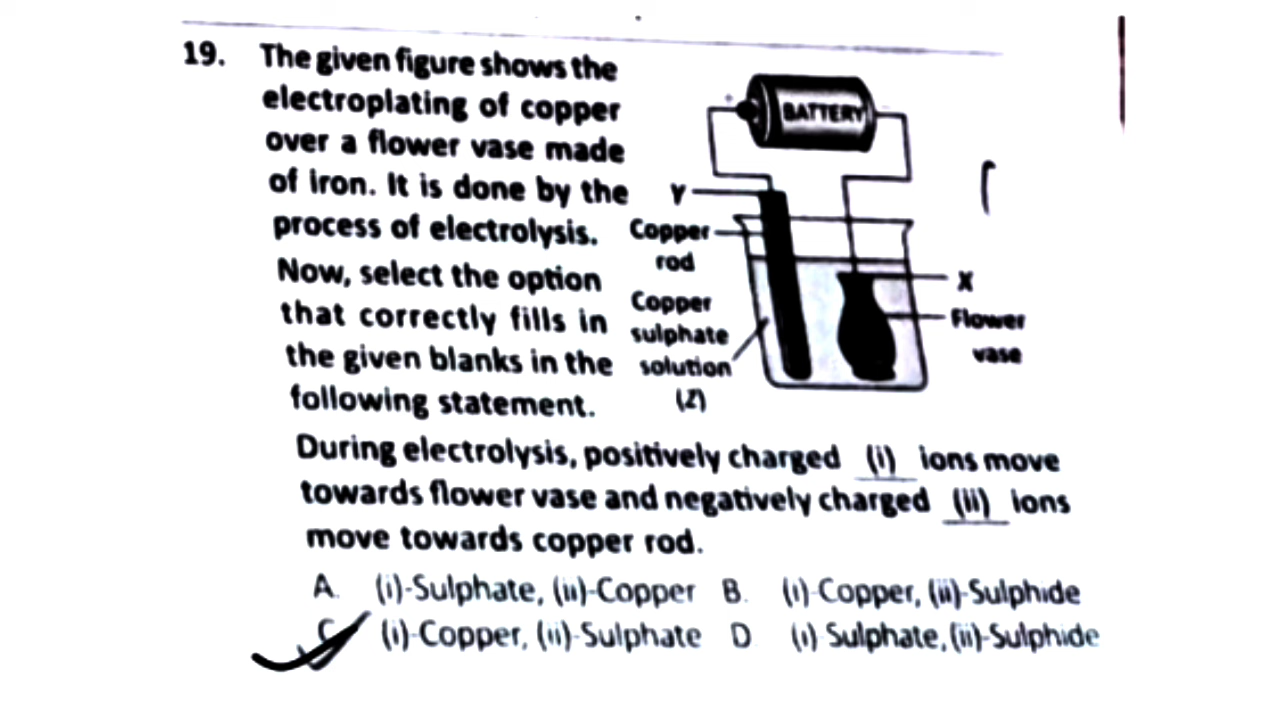 19. The given figure shows the
electroplating of copper
over a flower vase made
of iron. It is done by the
process of electrolysis.
Now, select the option
that correctly fills in
the given blanks in the
following statement.
BATTERY
Y
Copper
rod
Copper
sulphate
solution
(Z)
X
Flower
vase
During electrolysis, positively charged (i) ions move
towards flower vase and negatively charged (ii) ions
move towards copper rod.
A. (i)-Sulphate, (ii)-Copper B. (i)-Copper, (ii)-Sulphide
C (i)-Copper, (ii)-Sulphate D (i) Sulphate, (ii)-Sulphide